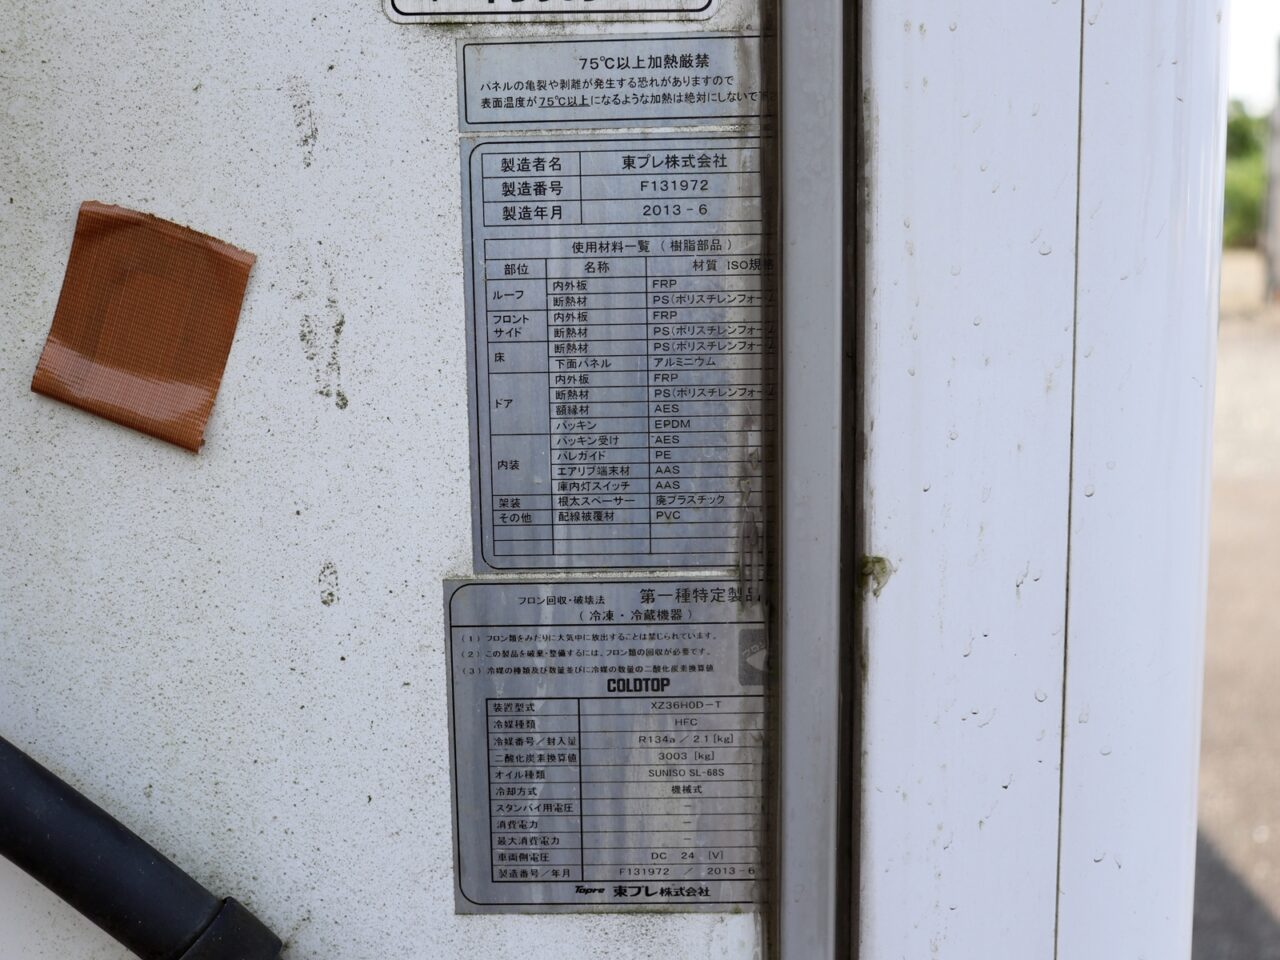 75℃以上加熱厳禁
パネルの亀裂や剥離が発生する恐れがありますので
表面温度が75℃以上になるような加熱は絶対にしないで
製造者名 東プレ株式会社
製造番号 F131972
製造年月 2013-6
使用材料一覧(樹脂部品)
部位 名称 材質 ISO規格
ルーフ 内外板 FRP
断熱材 PS(ポリスチレンフォーム
フロント サイド 内外板 FRP
断熱材 PS(ポリスチレンフォーム
床 断熱材 PS(ポリスチレンフォーム
下面パネル アルミニウム
ドア 内外板 FRP
断熱材 PS(ポリスチレンフォーム
額縁材 AES
パッキン EPDM
内装 パッキン受け AES
パレガイド PE
エアリブ端末材 AAS
庫内灯スイッチ AAS
架装 根太スペーサー 廃プラスチック
その他 配線被覆材 PVC
フロン回収・破壊法 第一種特定製品
(冷凍・冷蔵機器)
(1)フロン類をみだりに大気中に放出することは禁じられています。
(2)この製品を破棄・整備するには、フロン類の回収が必要です。
(3)冷媒の種類及び数量並びに冷媒の数量の二酸化炭素換算値
COLDTOP
装置型式 XZ36H0D-T
冷媒種類 HFC
冷媒番号/封入量 R134a / 2.1 [kg]
二酸化炭素換算値 3003 [kg]
オイル種類 SUNISO SL-68S
冷却方式 機械式
スタンバイ用電圧 −
消費電力 −
最大消費電力 −
車両側電圧 DC 24 [V]
製造番号/年月 F131972 / 2013-6
Topre 東プレ株式会社